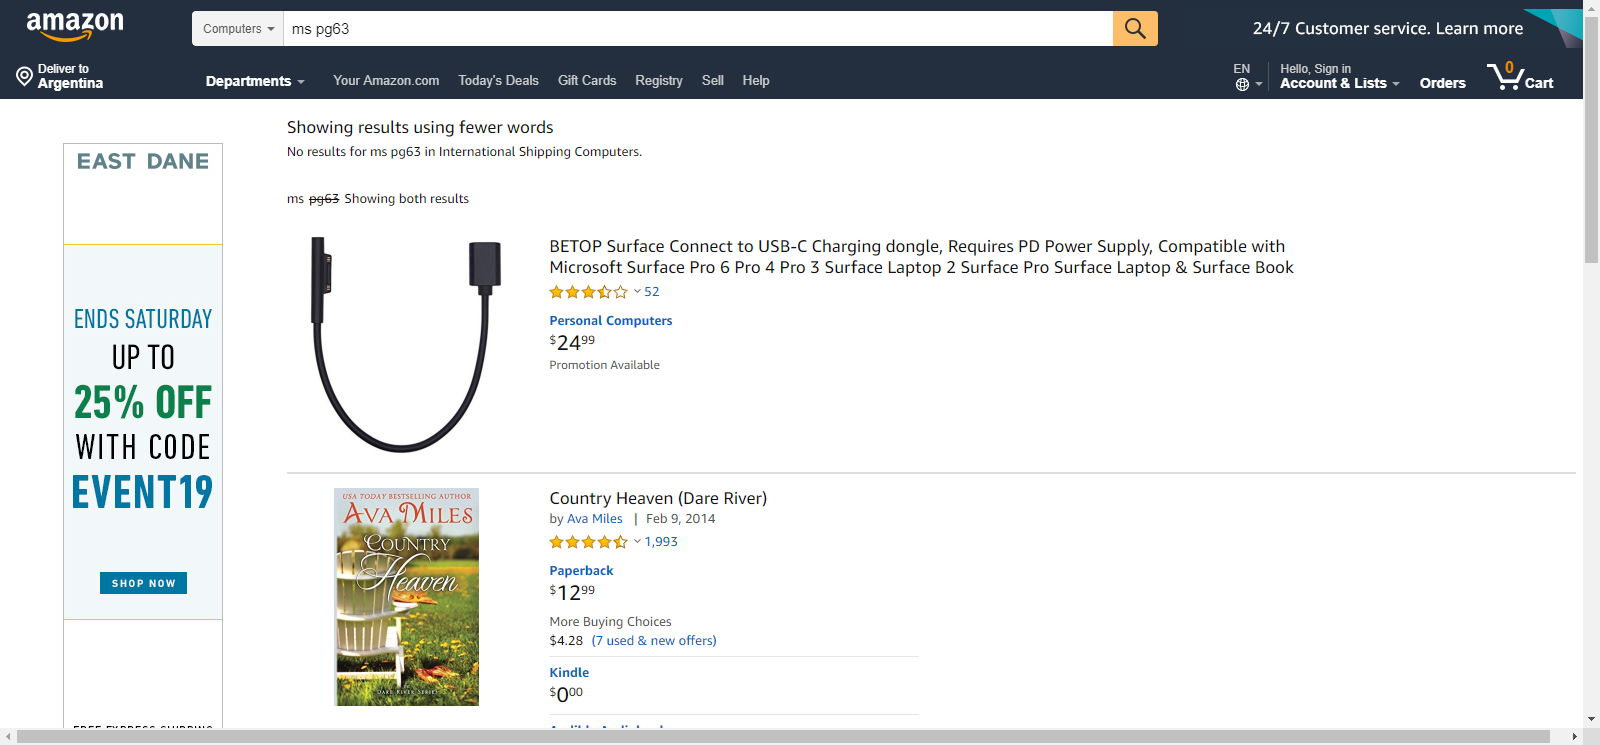 amazon
Computers
ms pg63
24/7 Customer service. Learn more
Deliver to
Argentina
Departments
Your Amazon.com
Today's Deals
Gift Cards
Registry
Sell
Help
EN
Hello, Sign in
Account & Lists
Orders
0
Cart
Showing results using fewer words
No results for ms pg63 in International Shipping Computers.
ms pg63 Showing both results
EAST DANE
ENDS SATURDAY
UP TO
25% OFF
WITH CODE
EVENT19
SHOP NOW
BETOP Surface Connect to USB-C Charging dongle, Requires PD Power Supply, Compatible with
Microsoft Surface Pro 6 Pro 4 Pro 3 Surface Laptop 2 Surface Pro Surface Laptop & Surface Book
52
Personal Computers
$24 99
Promotion Available
USA TODAY BESTSELLING AUTHOR
AVA MILES
COUNTRY
Heaven
DARE RIVER SERIES
Country Heaven (Dare River)
by Ava Miles | Feb 9, 2014
1,993
Paperback
$12 99
More Buying Choices
$4.28 (7 used & new offers)
Kindle
$0 00